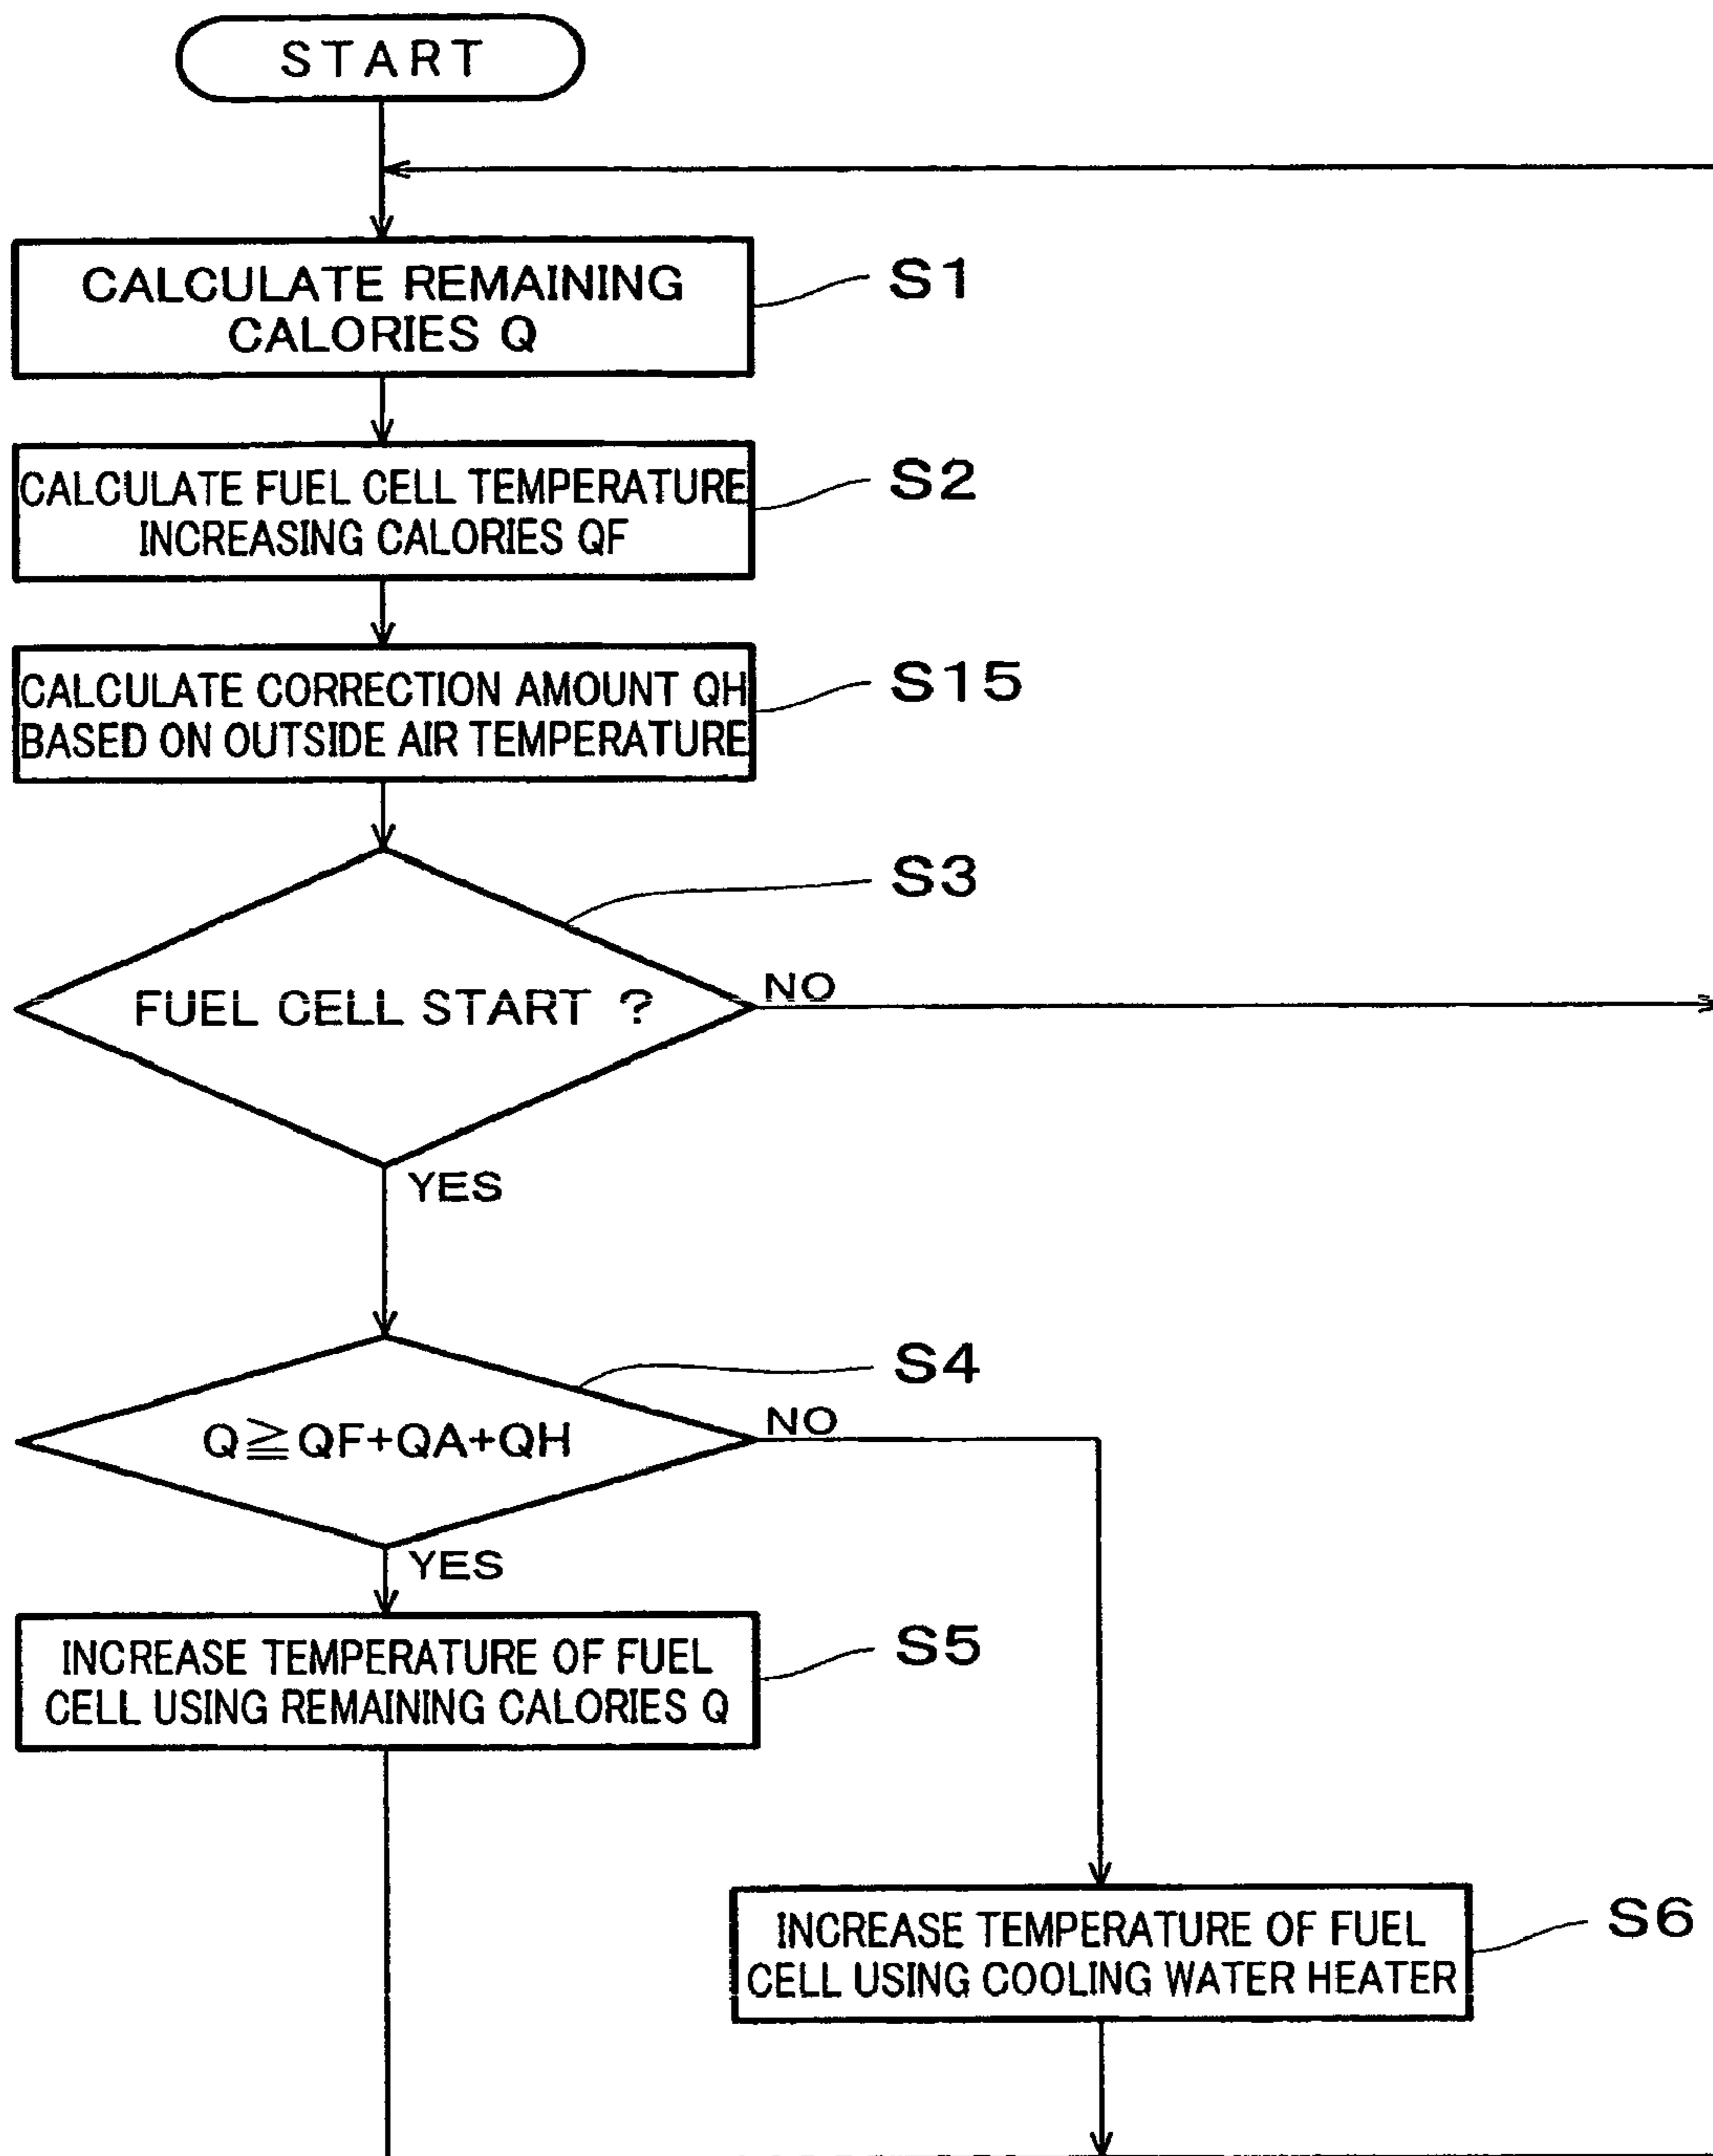 START
CALCULATE REMAINING
CALORIES Q
S1
CALCULATE FUEL CELL TEMPERATURE
INCREASING CALORIES QF
S2
CALCULATE CORRECTION AMOUNT QH
BASED ON OUTSIDE AIR TEMPERATURE
S15
S3
FUEL CELL START ?
NO
YES
S4
Q≧QF+QA+QH
NO
YES
INCREASE TEMPERATURE OF FUEL
CELL USING REMAINING CALORIES Q
S5
INCREASE TEMPERATURE OF FUEL
CELL USING COOLING WATER HEATER
S6